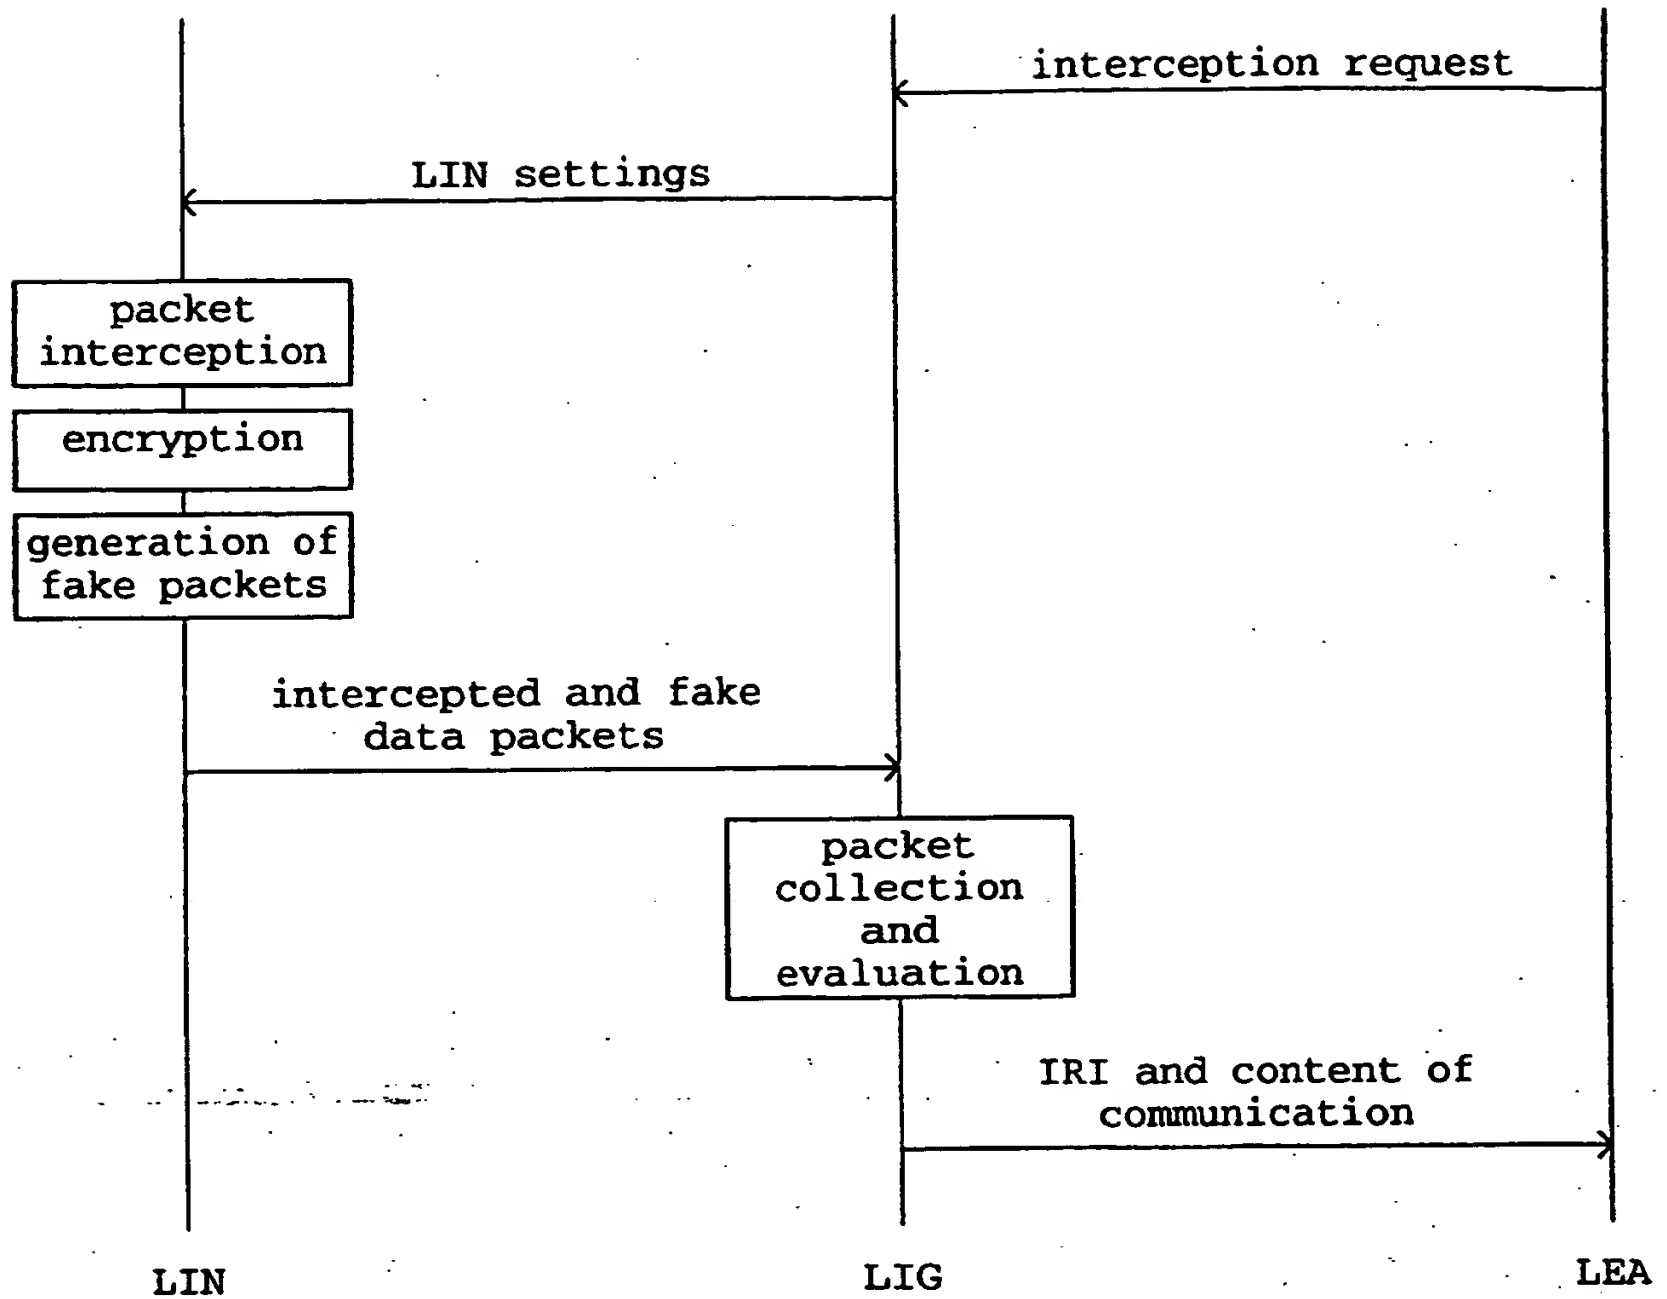 interception request
LIN settings
packet
interception
encryption
generation of
fake packets
intercepted and fake
data packets
packet
collection
and
evaluation
IRI and content of
communication
LIN
LIG
LEA